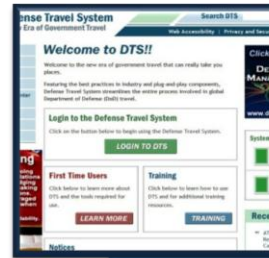 ense Travel System
Search DTS
Era of Government Travel
Web Accessibility | Privacy and Secu
Welcome to DTS!!
Click
Welcome to the new era of government travel that can really take you
places.
DE
MAN
Featuring the best practices in industry and plug-and-play components,
Defense Travel System streamlines the entire process involved in global
Department of Defense (DoD) travel.
www.d
Login to the Defense Travel
System
Click on the button below to begin using the Defense Travel System.
LOGIN TO DTS
System
First Time Users
Training
Click below to learn more about
DTS and the tools required for
use.
Click below to learn how to use
DTS and for additional training
resources.
LEARN MORE
TRAINING
Rece
Notices